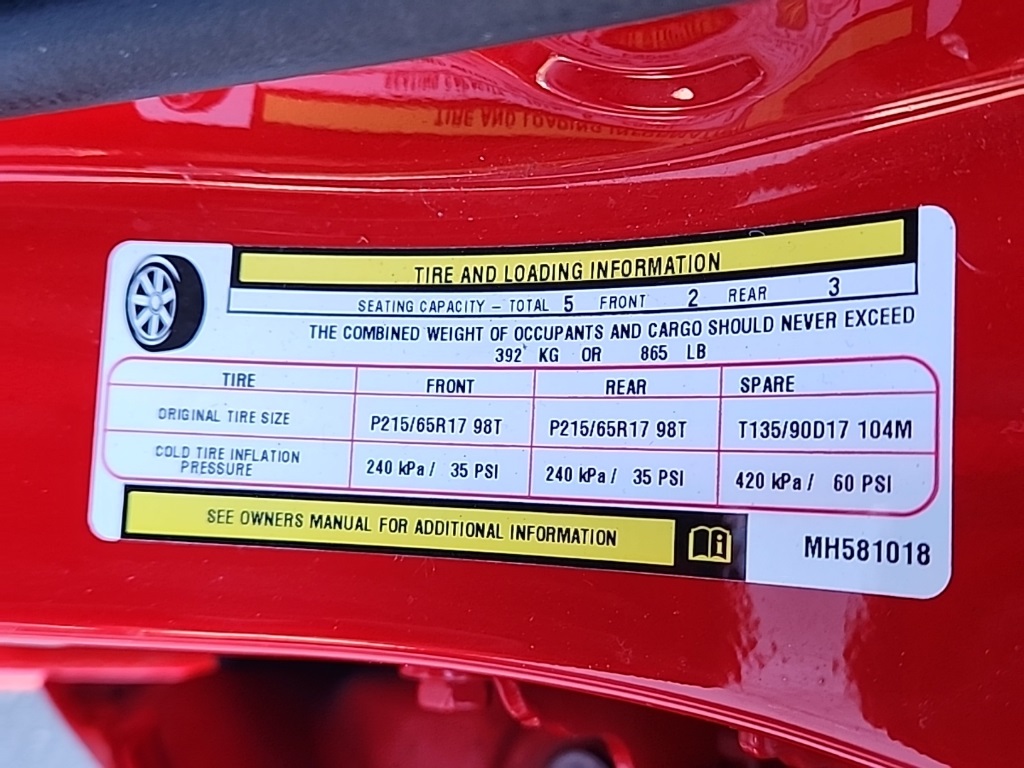 TIRE AND LOADING INFORMATION
SEATING CAPACITY – TOTAL 5 FRONT 2 REAR 3
THE COMBINED WEIGHT OF OCCUPANTS AND CARGO SHOULD NEVER EXCEED
392 KG OR 865 LB
TIRE FRONT REAR SPARE
ORIGINAL TIRE SIZE P215/65R17 98T P215/65R17 98T T135/90D17 104M
COLD TIRE INFLATION
PRESSURE 240 kPa / 35 PSI 240 kPa / 35 PSI 420 kPa / 60 PSI
SEE OWNERS MANUAL FOR ADDITIONAL INFORMATION
MH581018